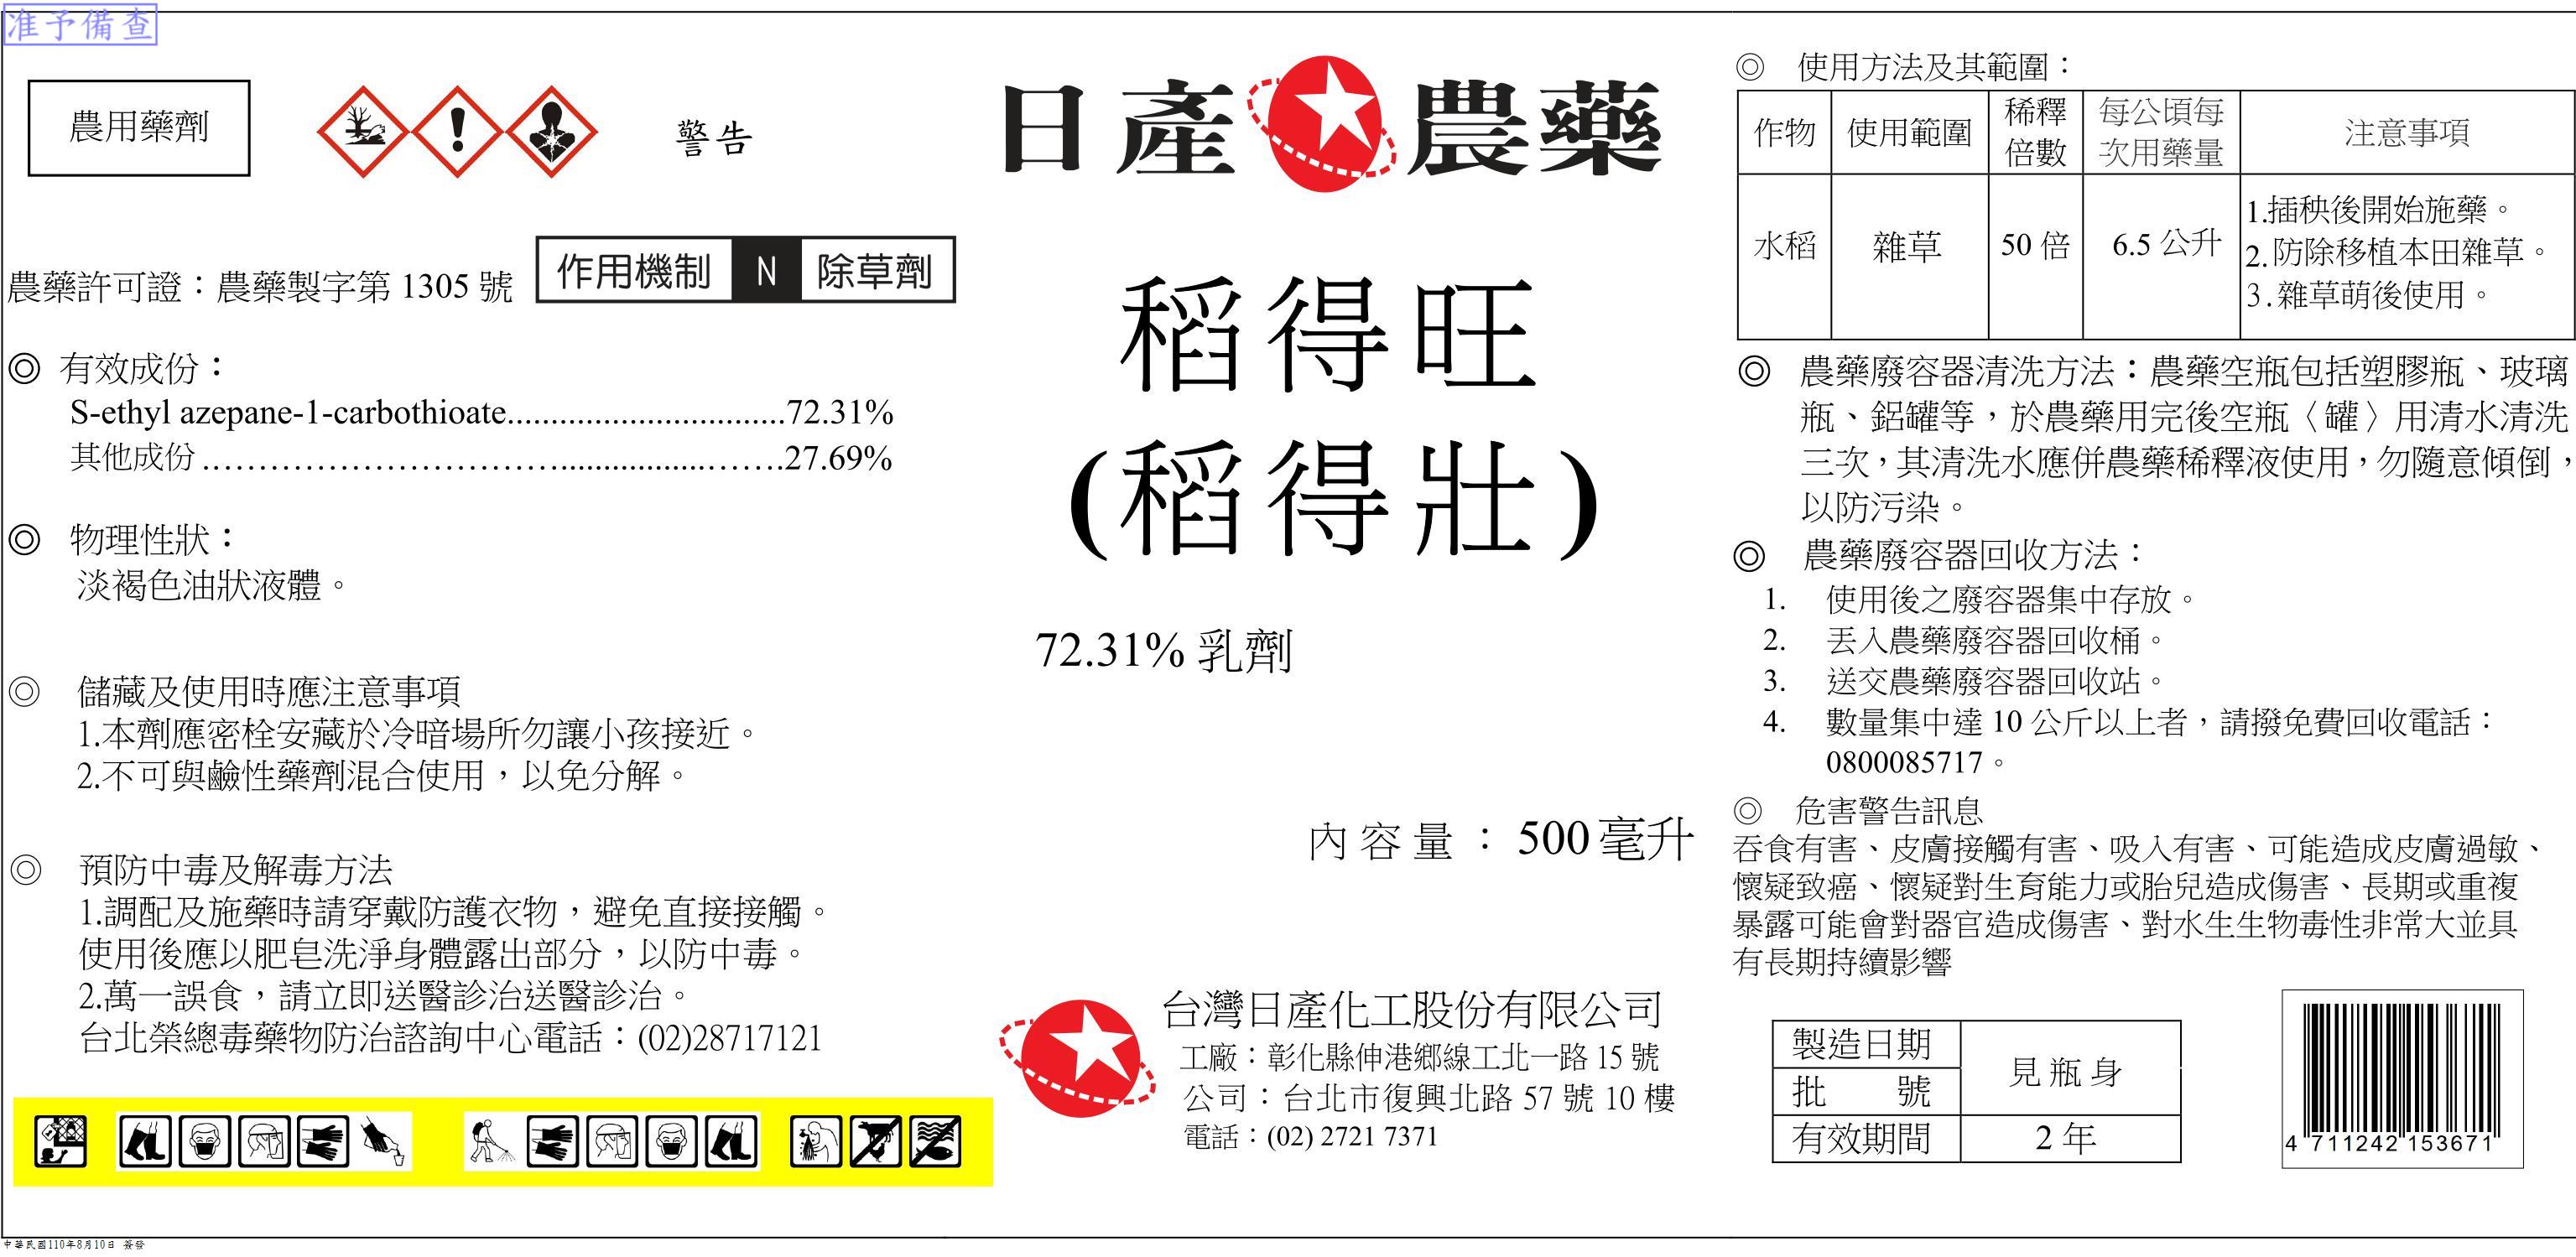 准予備查
農用藥劑
警告
農藥許可證：農藥製字第 1305 號
作用機制 N 除草劑
◎ 有效成份：
S-ethyl azepane-1-carbothioate................................72.31%
其他成份 ……………………………................……27.69%
◎ 物理性狀：
淡褐色油狀液體。
◎ 儲藏及使用時應注意事項
1.本劑應密栓安藏於冷暗場所勿讓小孩接近。
2.不可與鹼性藥劑混合使用，以免分解。
◎ 預防中毒及解毒方法
1.調配及施藥時請穿戴防護衣物，避免直接接觸。
使用後應以肥皂洗淨身體露出部分，以防中毒。
2.萬一誤食，請立即送醫診治送醫診治。
台北榮總毒藥物防治諮詢中心電話：(02)28717121
日產農藥
稻得旺
(稻得壯)
72.31% 乳劑
內容量：500 毫升
台灣日產化工股份有限公司
工廠：彰化縣伸港鄉線工北一路 15 號
公司：台北市復興北路 57 號 10 樓
電話：(02) 2721 7371
◎ 使用方法及其範圍：
作物 使用範圍 稀釋倍數 每公頃每次用藥量 注意事項
水稻 雜草 50 倍 6.5 公升
1.插秧後開始施藥。
2.防除移植本田雜草。
3.雜草萌後使用。
◎ 農藥廢容器清洗方法：農藥空瓶包括塑膠瓶、玻璃
瓶、鋁罐等，於農藥用完後空瓶〈罐〉用清水清洗
三次，其清洗水應併農藥稀釋液使用，勿隨意傾倒，
以防污染。
◎ 農藥廢容器回收方法：
1. 使用後之廢容器集中存放。
2. 丟入農藥廢容器回收桶。
3. 送交農藥廢容器回收站。
4. 數量集中達 10 公斤以上者，請撥免費回收電話：
0800085717。
◎ 危害警告訊息
吞食有害、皮膚接觸有害、吸入有害、可能造成皮膚過敏、
懷疑致癌、懷疑對生育能力或胎兒造成傷害、長期或重複
暴露可能會對器官造成傷害、對水生生物毒性非常大並具
有長期持續影響
製造日期 見瓶身
批 號
有效期間 2 年
4 711242 153671
中華民國110年8月10日 簽發